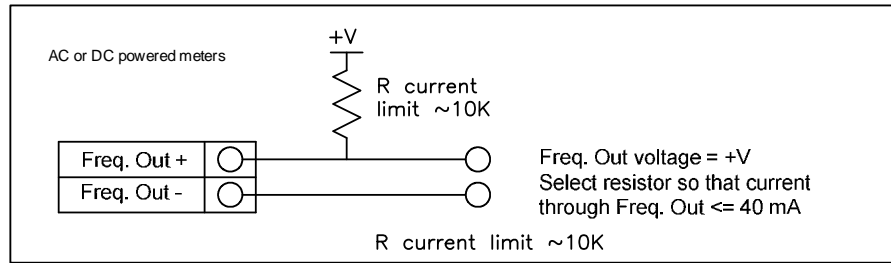 +V
AC or DC powered meters
R current
limit ~10K
Freq. Out +
Freq. Out -
Freq. Out voltage = +V
Select resistor so that current
through Freq. Out <= 40 mA
R current limit ~10K